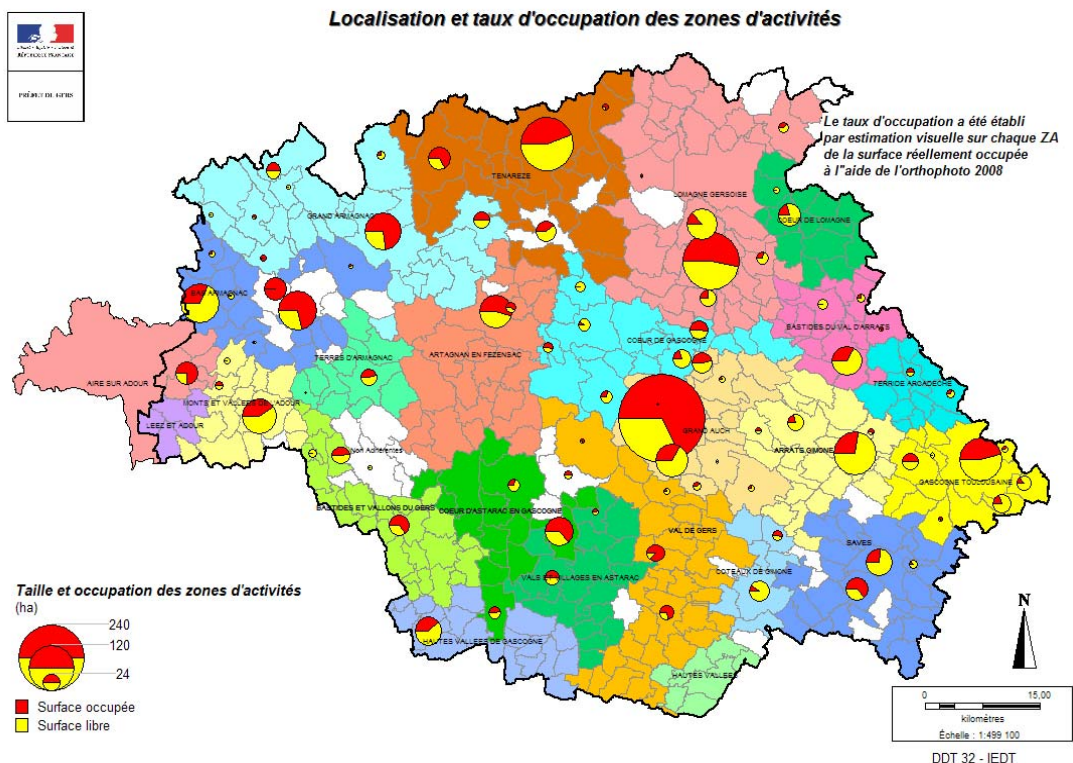 Localisation et taux d'occupation des zones d'activités
RÉPUBLIQUE FRANÇAISE
PRÉFET DU GERS
Le taux d'occupation a été établi
par estimation visuelle sur chaque ZA
de la surface réellement occupée
à l''aide de l'orthophoto 2008
TENAREZE
LOMAGNE GERSOISE
COEUR DE LOMAGNE
GRAND ARMAGNAC
BAS ARMAGNAC
BASTIDES DU VAL D'ARRATS
TERRES D'ARMAGNAC
ARTAGNAN EN FEZENSAC
COEUR DE GASCOGNE
AIRE SUR ADOUR
MONTS ET VALLEES DE L'ADOUR
LEEZ ET ADOUR
TERRIDE ARCADECHE
GRAND AUCH
ARRATS GIMONE
Non Adhérentes
GASCOGNE TOULOUSAINE
BASTIDES ET VALLONS DU GERS
COEUR D'ASTARAC EN GASCOGNE
VAL DE GERS
SAVES
VALS ET VILLAGES EN ASTARAC
COTEAUX DE GIMONE
HAUTES VALLEES DE GASCOGNE
HAUTES VALLEES
Taille et occupation des zones d'activités
(ha)
240
120
24
Surface occupée
Surface libre
N
0 15,00
kilomètres
Échelle : 1:499 100
DDT 32 - IEDT